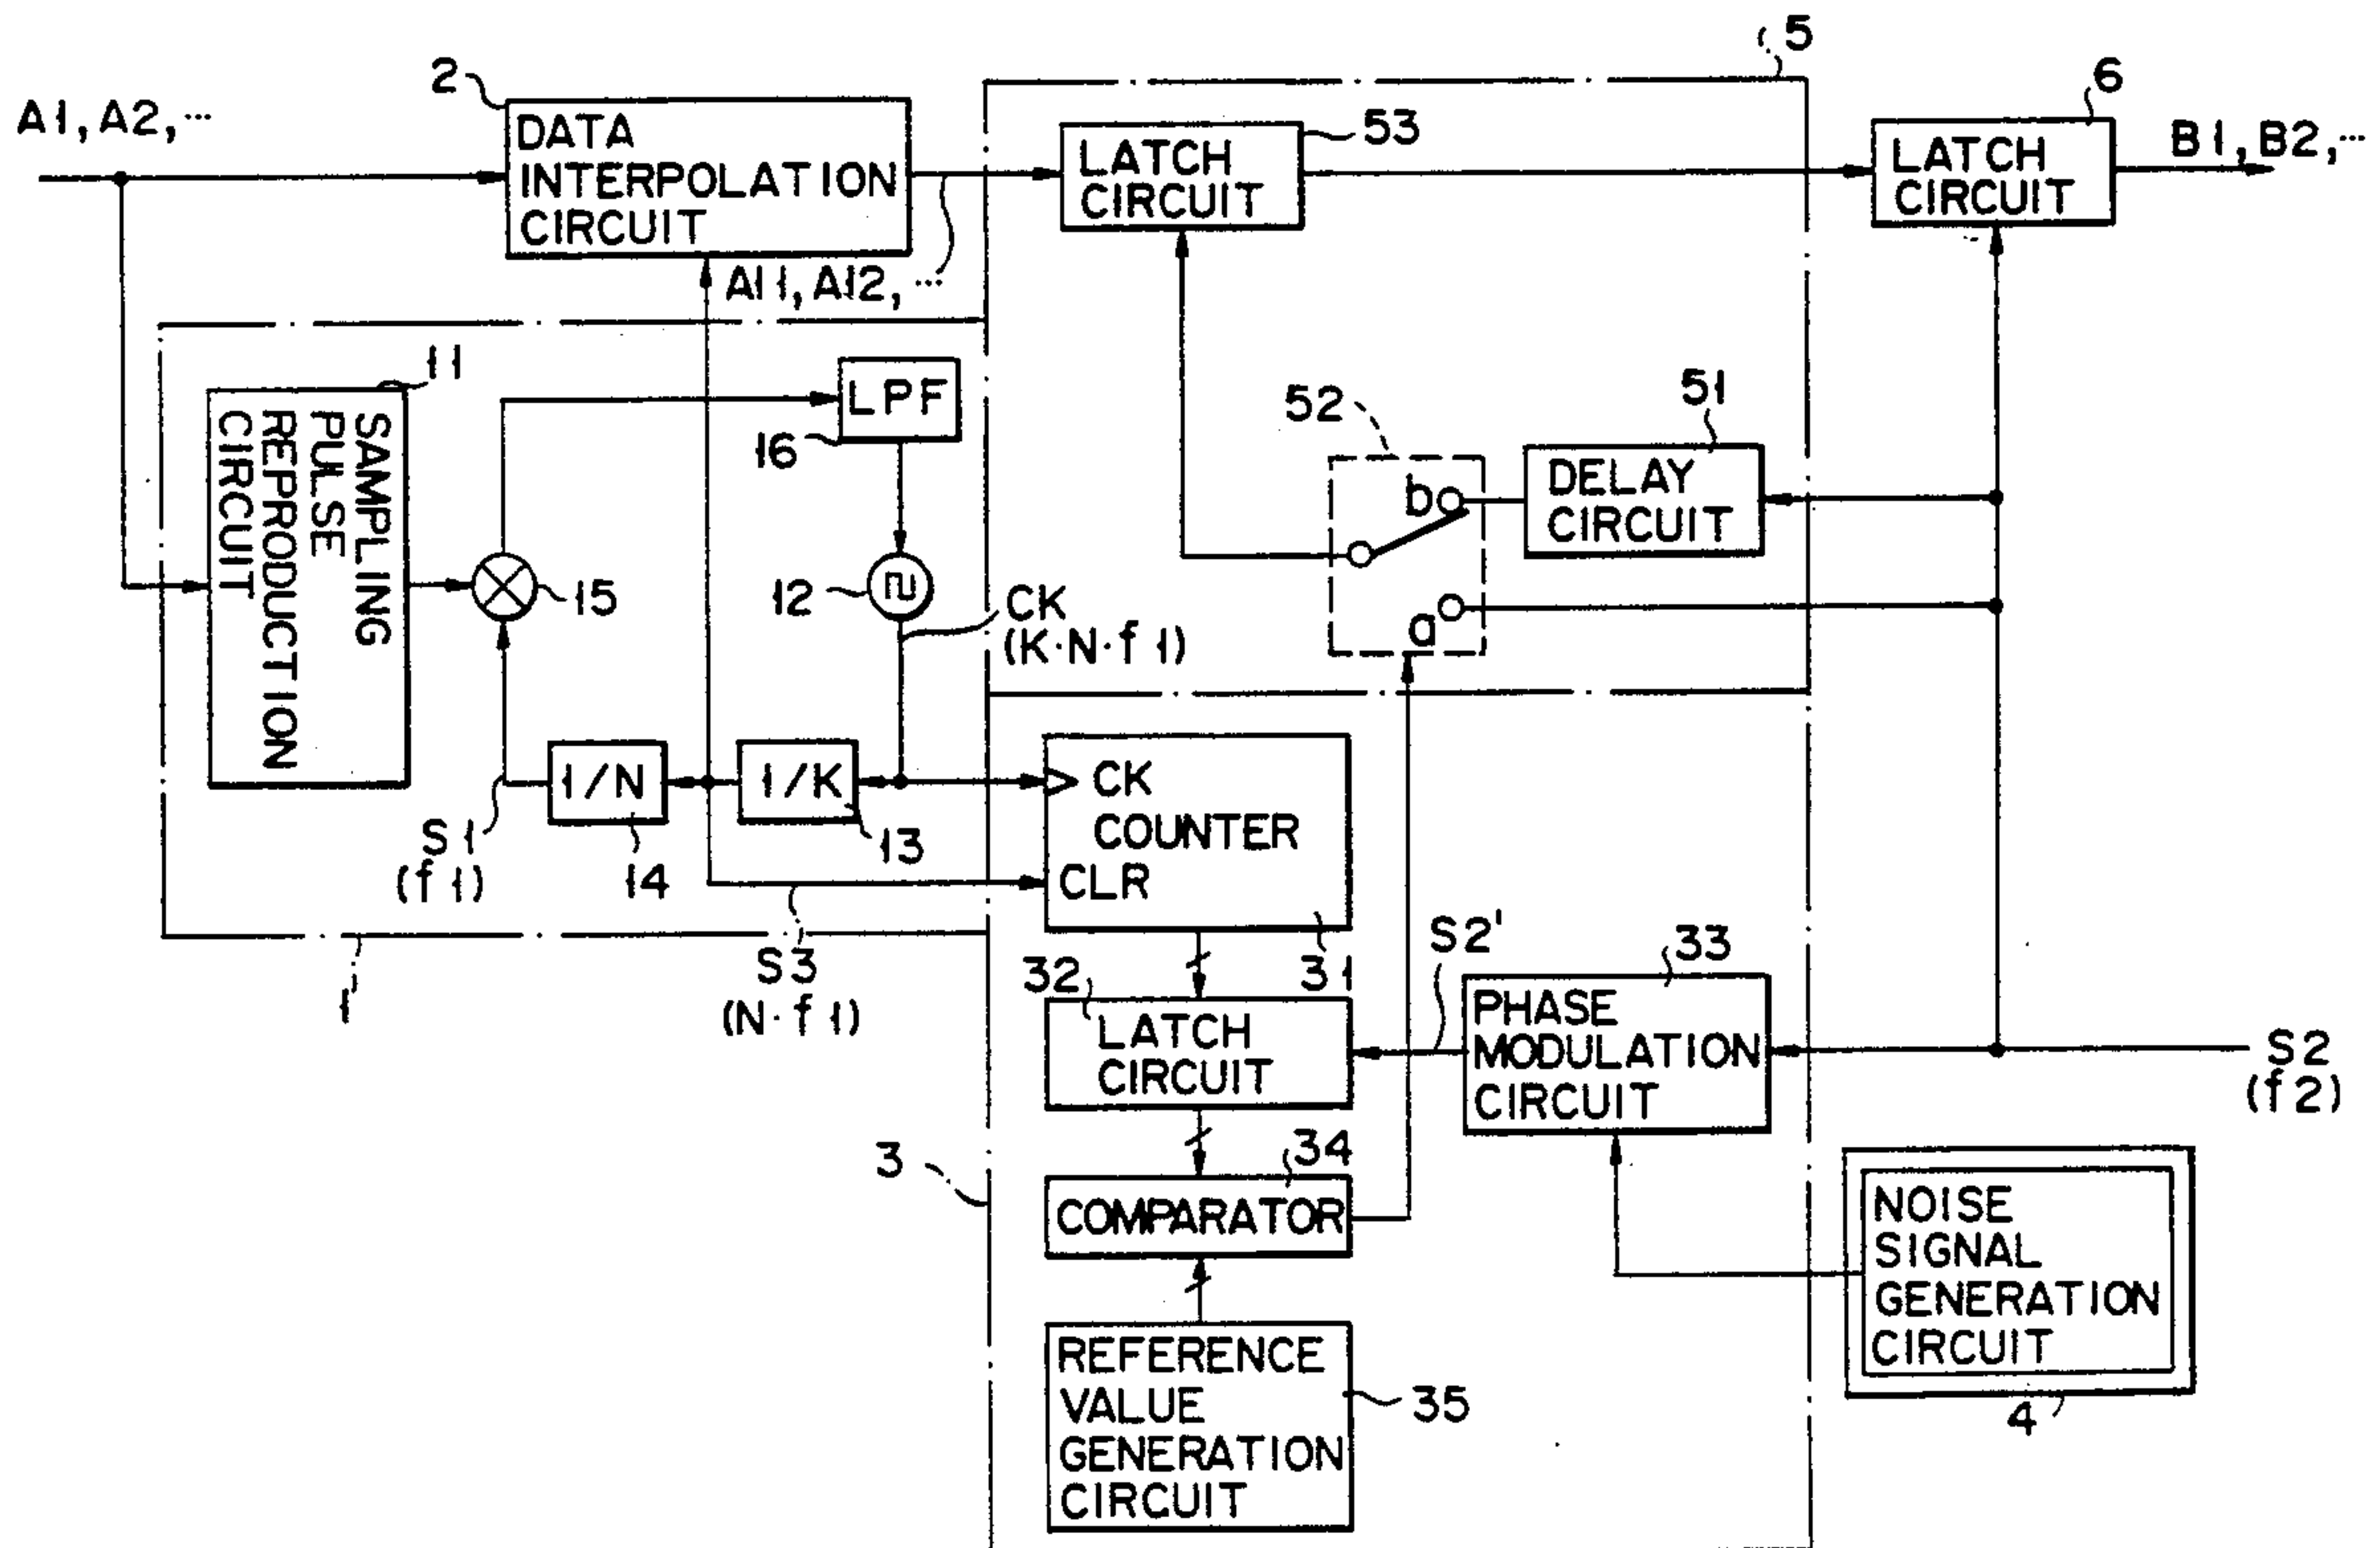 5
2
6
A1, A2, ···
DATA
INTERPOLATION
CIRCUIT
53
LATCH
CIRCUIT
LATCH
CIRCUIT
B1, B2, ···
A11, A12, ···
11
SAMPLING
PULSE
REPRODUCTION
CIRCUIT
LPF
16
52
51
b
DELAY
CIRCUIT
15
12
CK
(K·N·f1)
a
1/N
1/K
CK
COUNTER
CLR
S1
(f1)
14
13
31
1
S3
(N·f1)
32
LATCH
CIRCUIT
S2'
33
PHASE
MODULATION
CIRCUIT
S2
(f2)
3
34
COMPARATOR
NOISE
SIGNAL
GENERATION
CIRCUIT
4
REFERENCE
VALUE
GENERATION
CIRCUIT
35